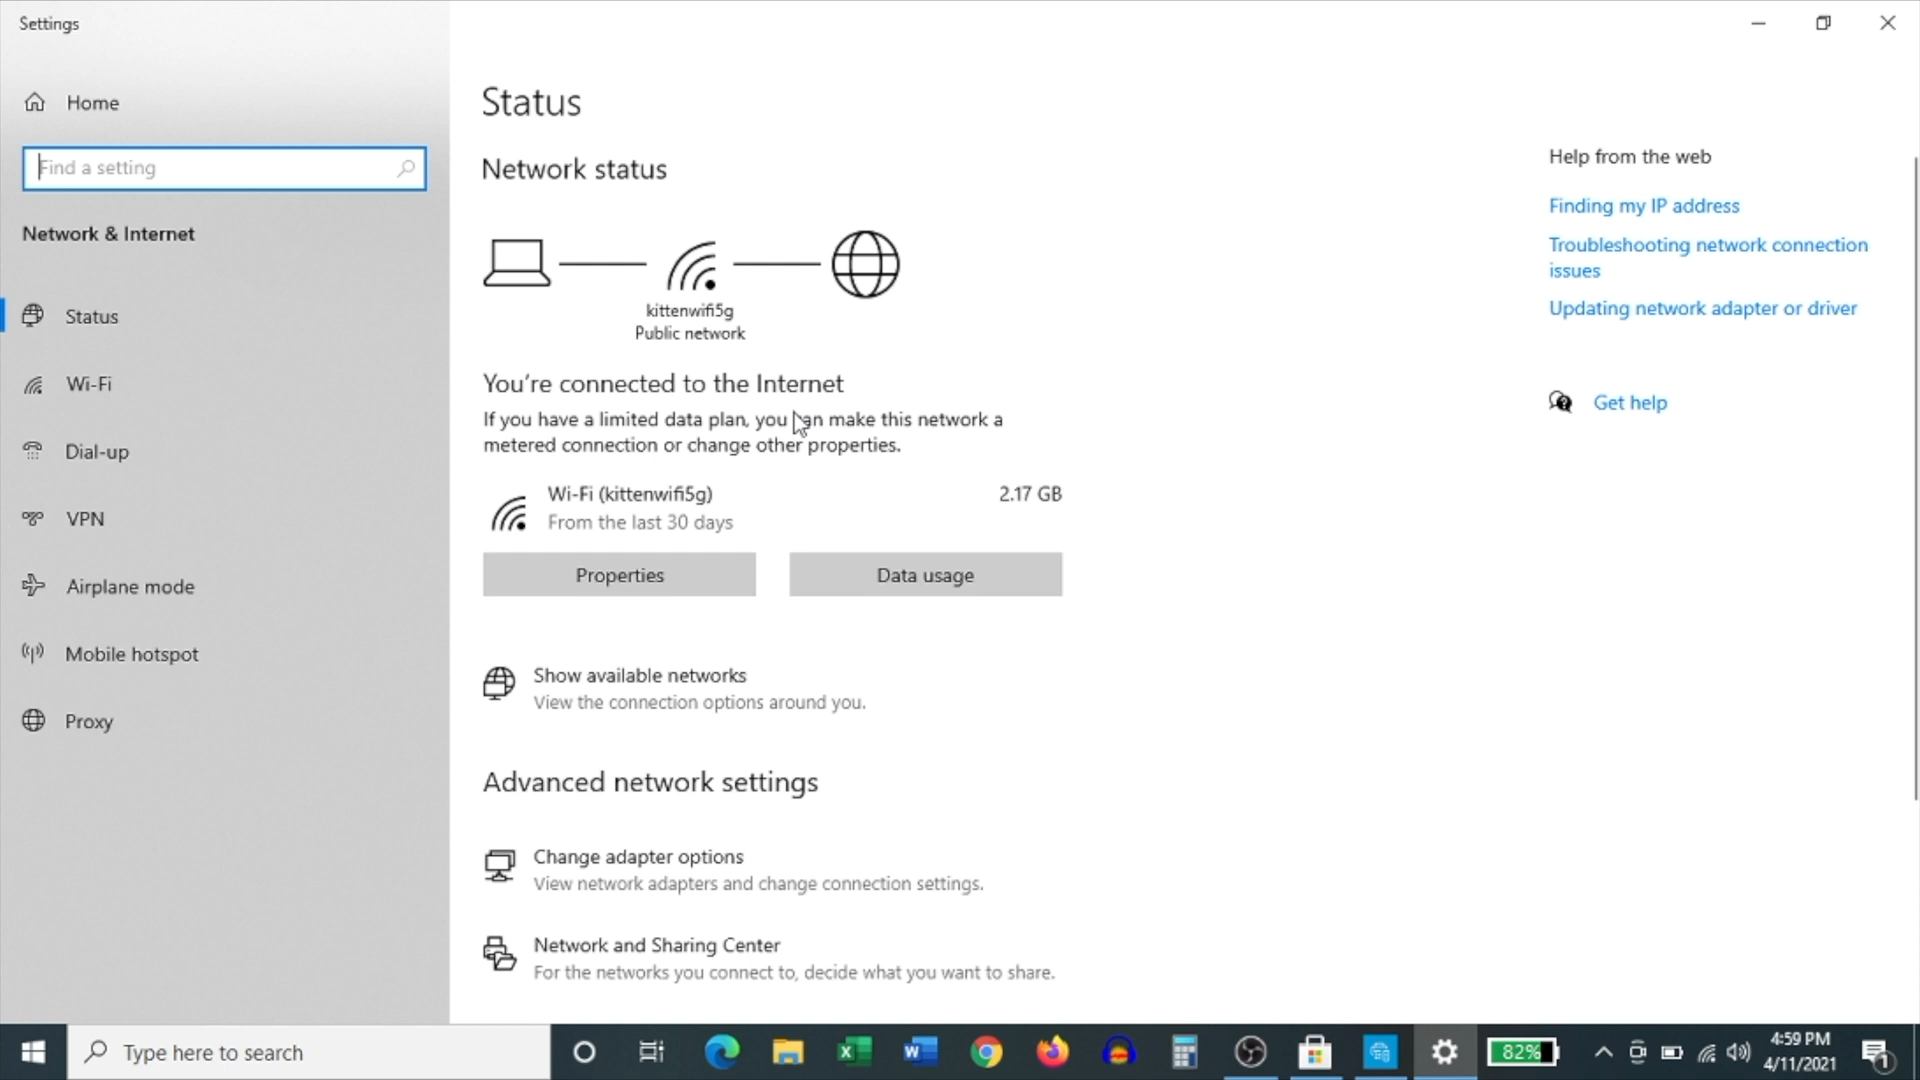 Settings
Home
Find a setting
Network & Internet
Status
Wi-Fi
Dial-up
VPN
Airplane mode
Mobile hotspot
Proxy
Status
Network status
kittenwifi5g
Public network
You're connected to the Internet
If you have a limited data plan, you can make this network a
metered connection or change other properties.
Wi-Fi (kittenwifi5g)
2.17 GB
From the last 30 days
Properties
Data usage
Show available networks
View the connection options around you.
Advanced network settings
Change adapter options
View network adapters and change connection settings.
Network and Sharing Center
For the networks you connect to, decide what you want to share.
Help from the web
Finding my IP address
Troubleshooting network connection
issues
Updating network adapter or driver
Get help
Type here to search
82%
4:59 PM
4/11/2021
1